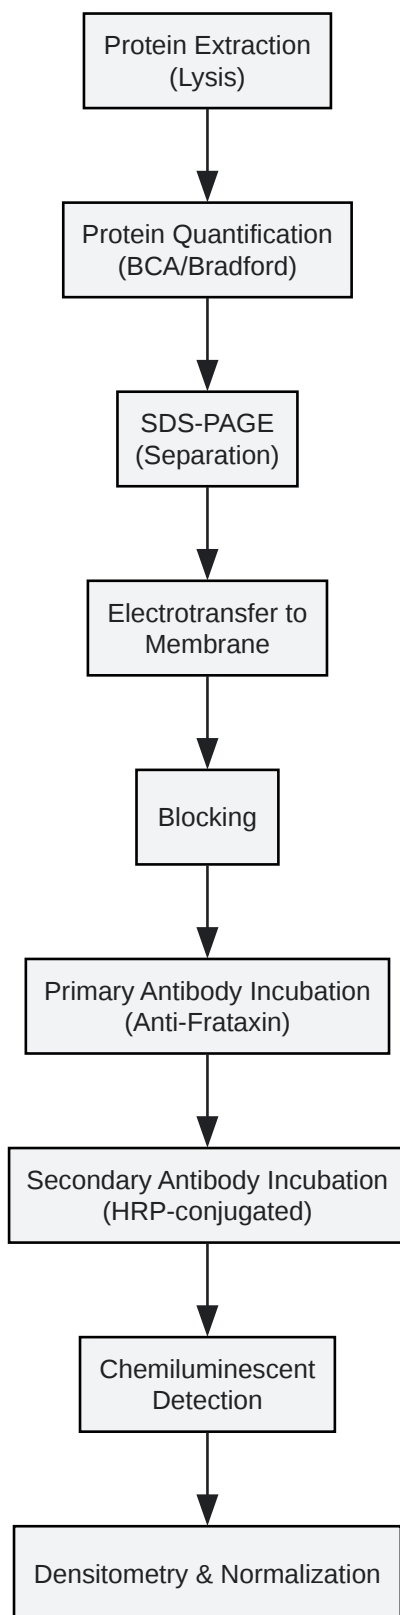 Protein Extraction
(Lysis)
Protein Quantification
(BCA/Bradford)
SDS-PAGE
(Separation)
Electrotransfer to
Membrane
Blocking
Primary Antibody Incubation
(Anti-Frataxin)
Secondary Antibody Incubation
(HRP-conjugated)
Chemiluminescent
Detection
Densitometry & Normalization